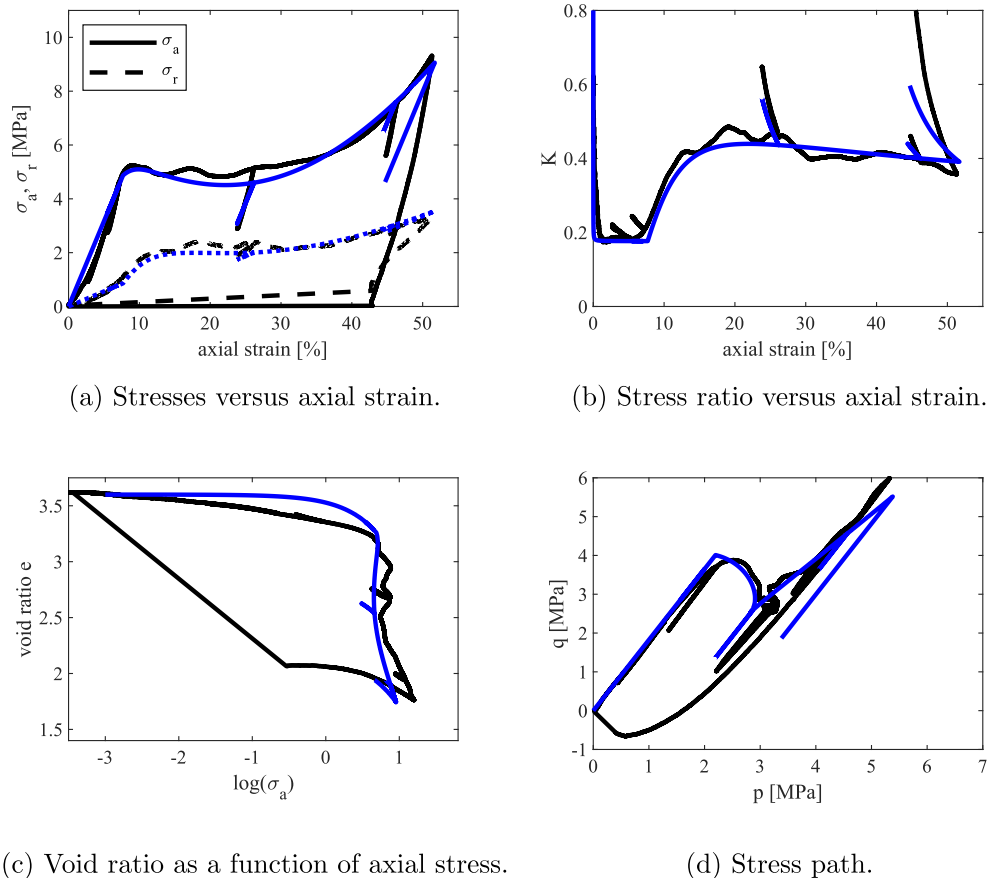 10
8
6
4
2
0
σa, σr [MPa]
σa
σr
0 10 20 30 40 50
axial strain [%]
(a) Stresses versus axial strain.
0.8
0.6
0.4
0.2
0
K
0 10 20 30 40 50
axial strain [%]
(b) Stress ratio versus axial strain.
3.5
3
2.5
2
1.5
void ratio e
-3 -2 -1 0 1
log(σa)
(c) Void ratio as a function of axial stress.
6
5
4
3
2
1
0
-1
q [MPa]
0 1 2 3 4 5 6 7
p [MPa]
(d) Stress path.